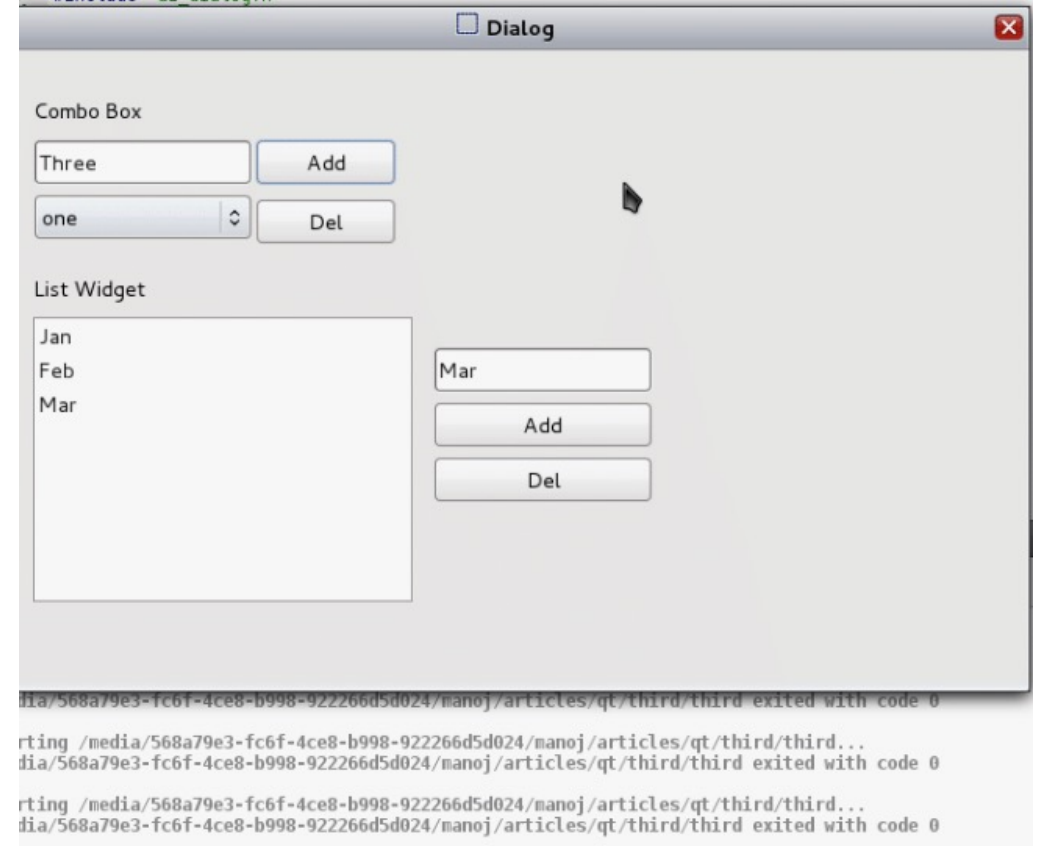 Dialog
Combo Box
Three
Add
one
Del
List Widget
Jan
Feb
Mar
Mar
Add
Del
dia/568a79e3-fc6f-4ce8-b998-922266d5d024/manoj/articles/qt/third/third exited with code 0
rting /media/568a79e3-fc6f-4ce8-b998-922266d5d024/manoj/articles/qt/third/third...
dia/568a79e3-fc6f-4ce8-b998-922266d5d024/manoj/articles/qt/third/third exited with code 0
rting /media/568a79e3-fc6f-4ce8-b998-922266d5d024/manoj/articles/qt/third/third...
dia/568a79e3-fc6f-4ce8-b998-922266d5d024/manoj/articles/qt/third/third exited with code 0